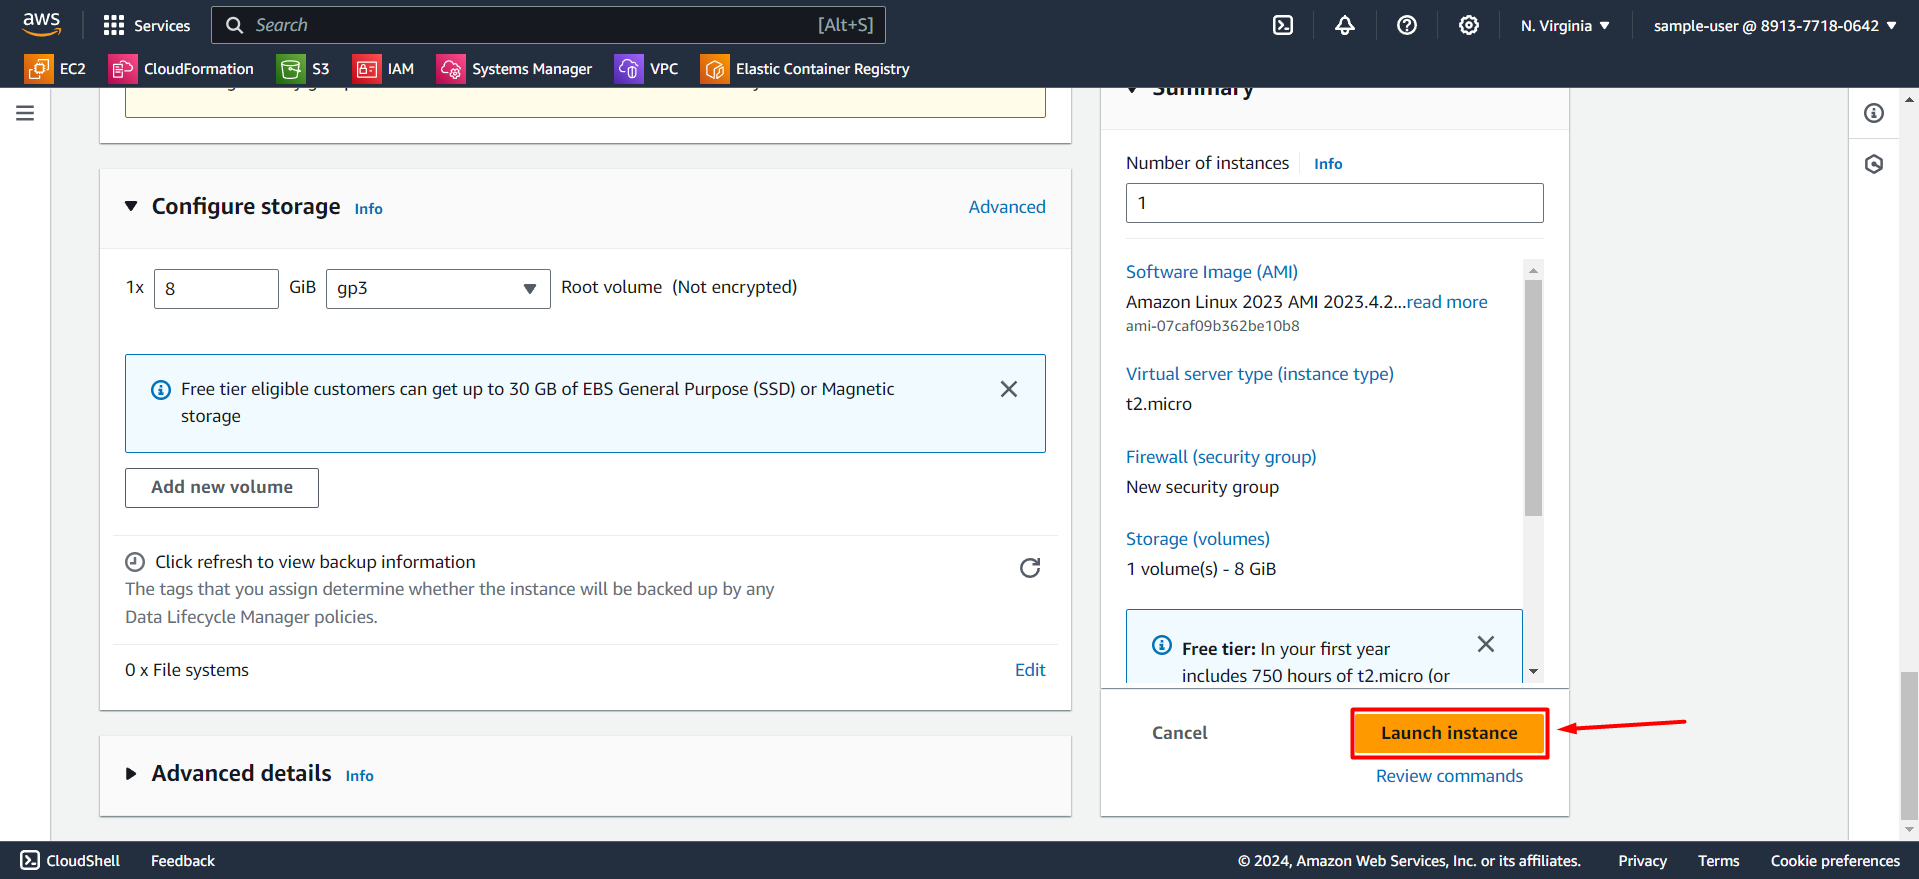 aws
Services
Search
[Alt+S]
N. Virginia
sample-user @ 8913-7718-0642
EC2
CloudFormation
S3
IAM
Systems Manager
VPC
Elastic Container Registry
Configure storage Info
Advanced
1x 8 GiB gp3 Root volume (Not encrypted)
Free tier eligible customers can get up to 30 GB of EBS General Purpose (SSD) or Magnetic
storage
Add new volume
Click refresh to view backup information
The tags that you assign determine whether the instance will be backed up by any
Data Lifecycle Manager policies.
0 x File systems
Edit
Advanced details Info
Summary
Number of instances Info
1
Software Image (AMI)
Amazon Linux 2023 AMI 2023.4.2...read more
ami-07caf09b362be10b8
Virtual server type (instance type)
t2.micro
Firewall (security group)
New security group
Storage (volumes)
1 volume(s) - 8 GiB
Free tier: In your first year
includes 750 hours of t2.micro (or
Cancel
Launch instance
Review commands
CloudShell
Feedback
© 2024, Amazon Web Services, Inc. or its affiliates.
Privacy
Terms
Cookie preferences